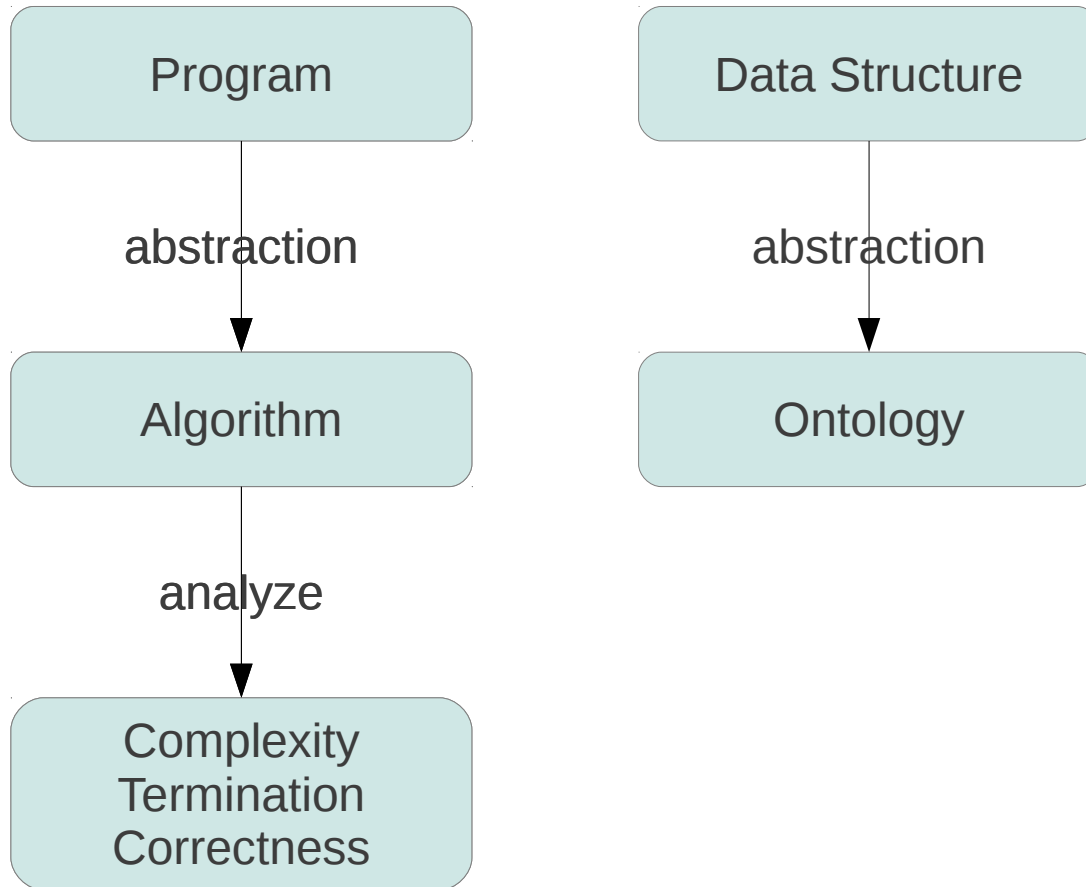 Program
Data Structure
abstraction
abstraction
Algorithm
Ontology
analyze
Complexity
Termination
Correctness